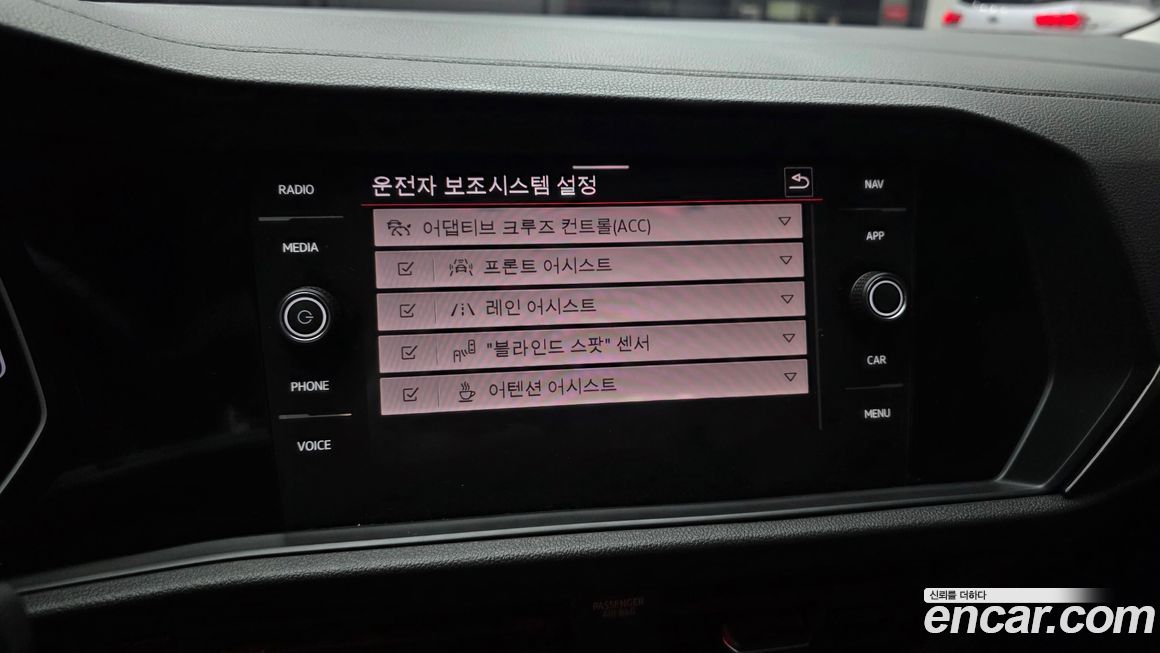 RADIO
MEDIA
PHONE
VOICE
운전자 보조시스템 설정
어댑티브 크루즈 컨트롤(ACC)
프론트 어시스트
레인 어시스트
"블라인드 스팟" 센서
어텐션 어시스트
NAV
APP
CAR
MENU
PASSENGER
AIR BAG
신뢰를 더하다
encar.com